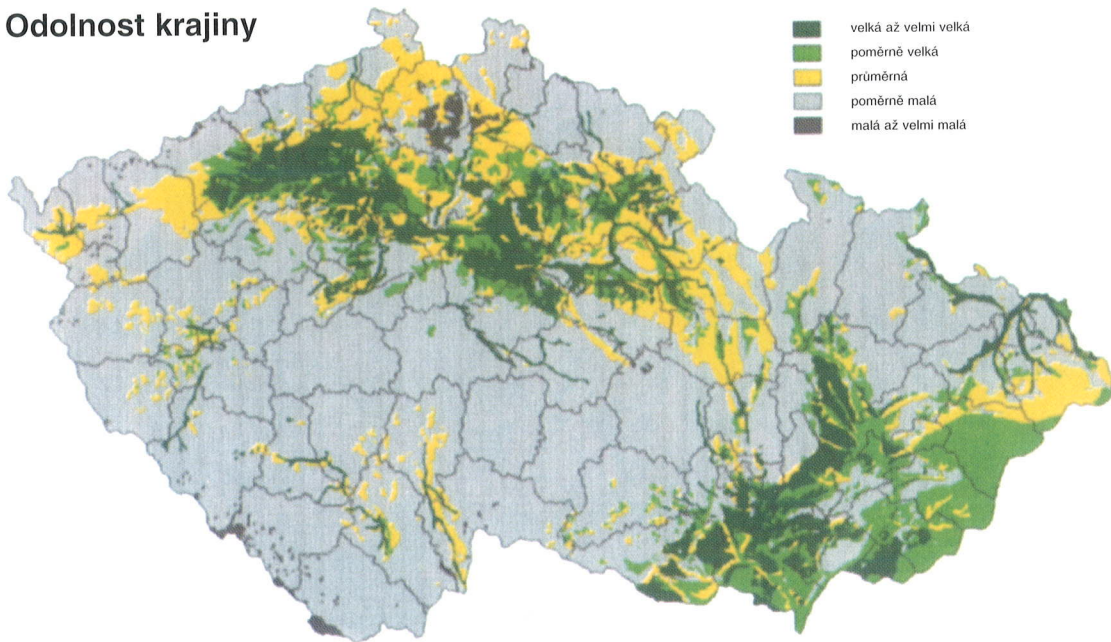 Odolnost krajiny
velká až velmi velká
poměrně velká
průměrná
poměrně malá
malá až velmi malá